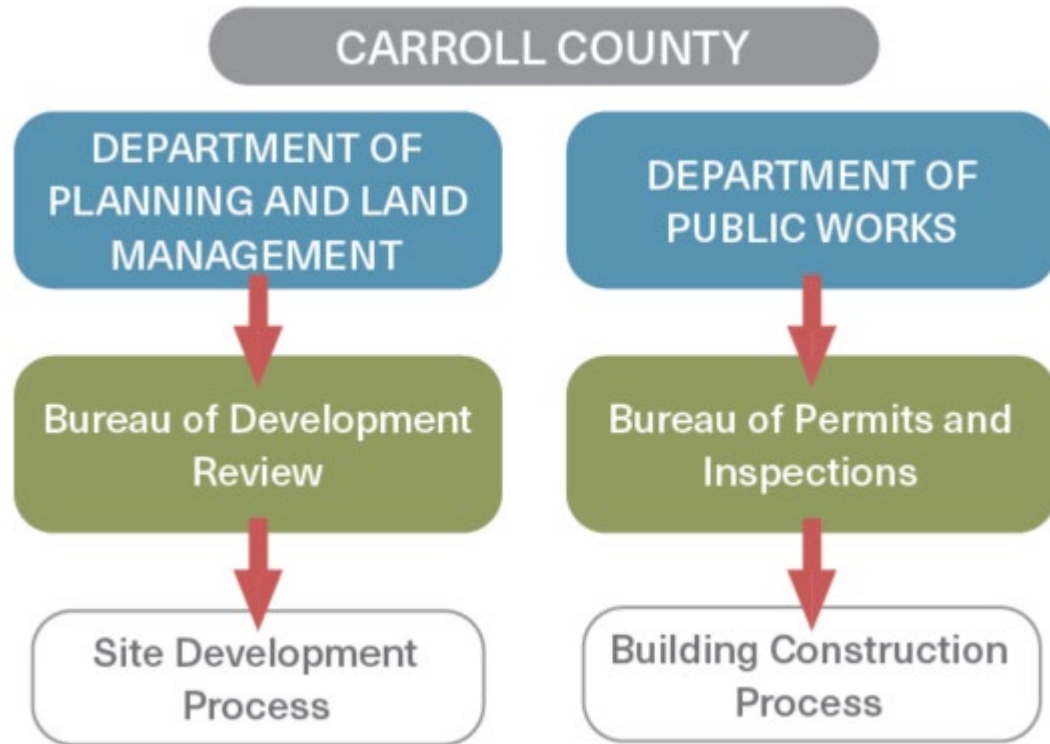 CARROLL COUNTY
DEPARTMENT OF
PLANNING AND LAND
MANAGEMENT
Bureau of Development
Review
Site Development
Process
DEPARTMENT OF
PUBLIC WORKS
Bureau of Permits and
Inspections
Building Construction
Process